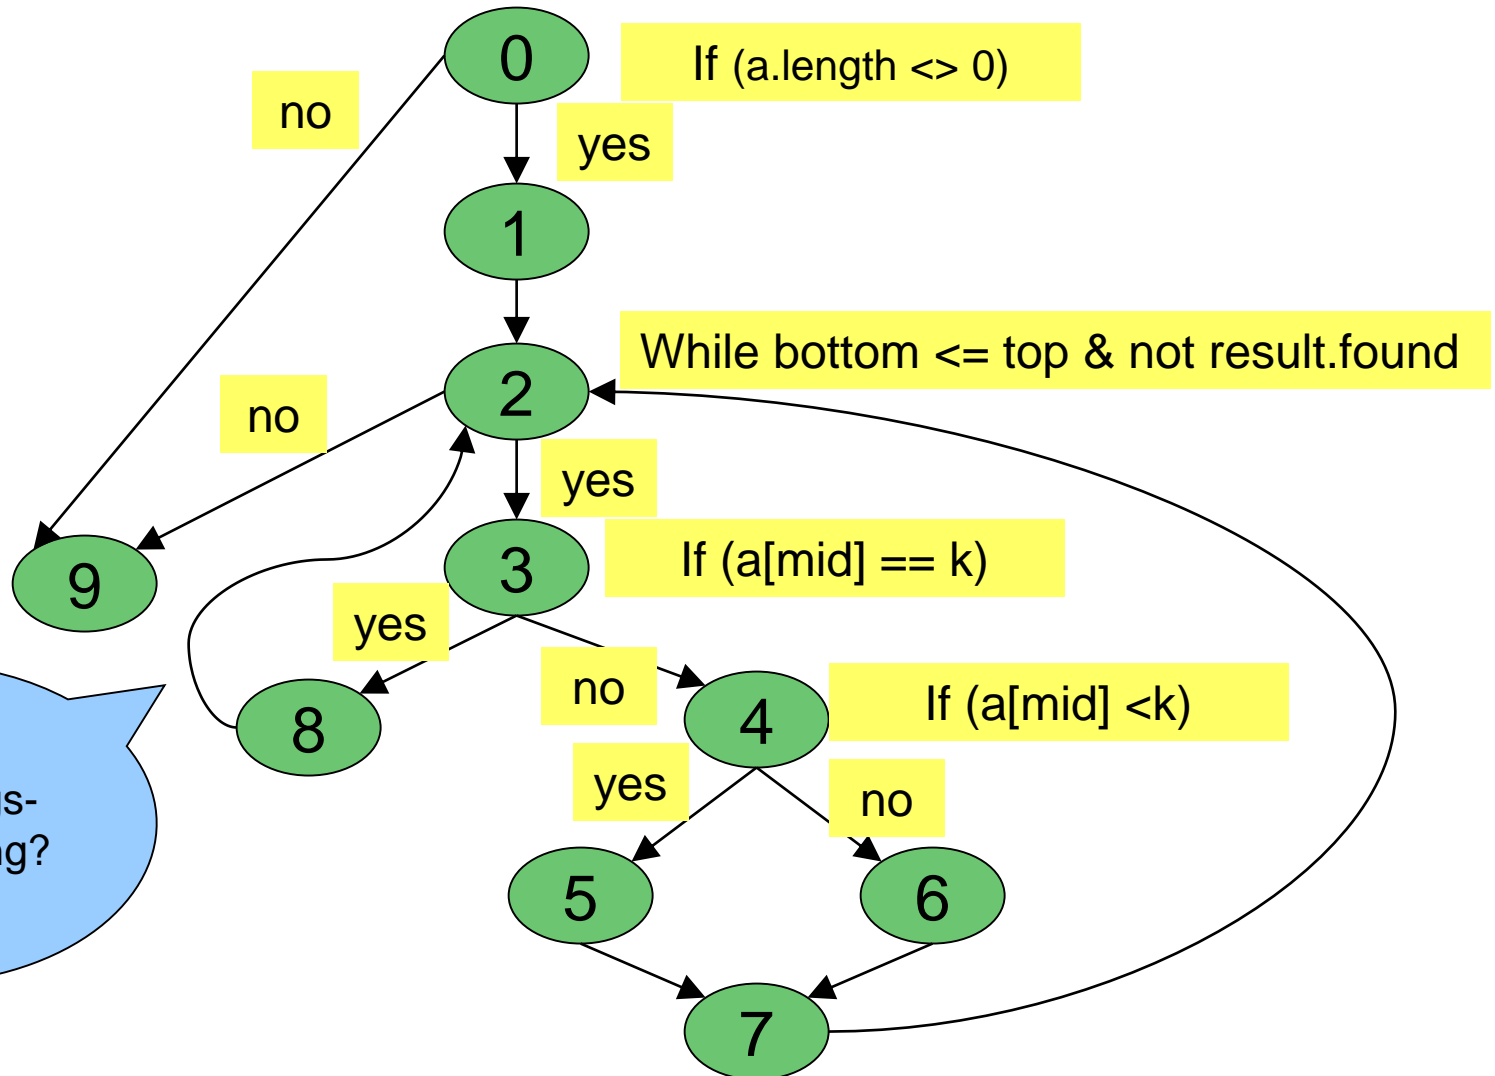 0
If (a.length <> 0)
no
yes
1
While bottom <= top & not result.found
2
no
yes
3
If (a[mid] == k)
9
yes
no
4
If (a[mid] <k)
8
yes
no
5
6
7